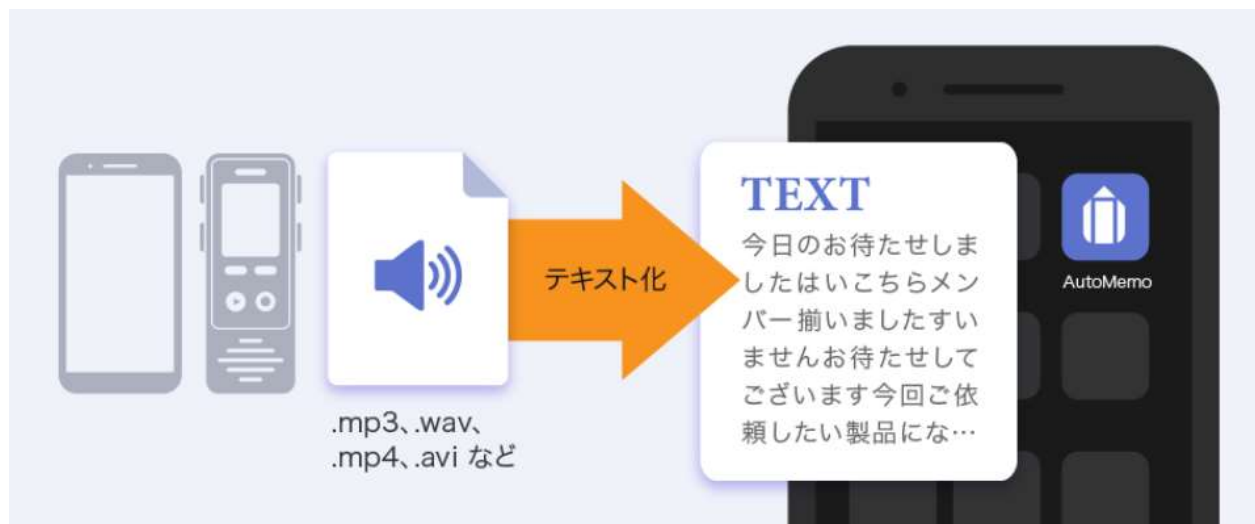 .mp3、.wav、
.mp4、.avi など
テキスト化
TEXT
今日のお待たせしま
したはいこちらメン
バー揃いましたすい
ませんお待たせして
ございます今回ご依
頼したい製品にな…
AutoMemo